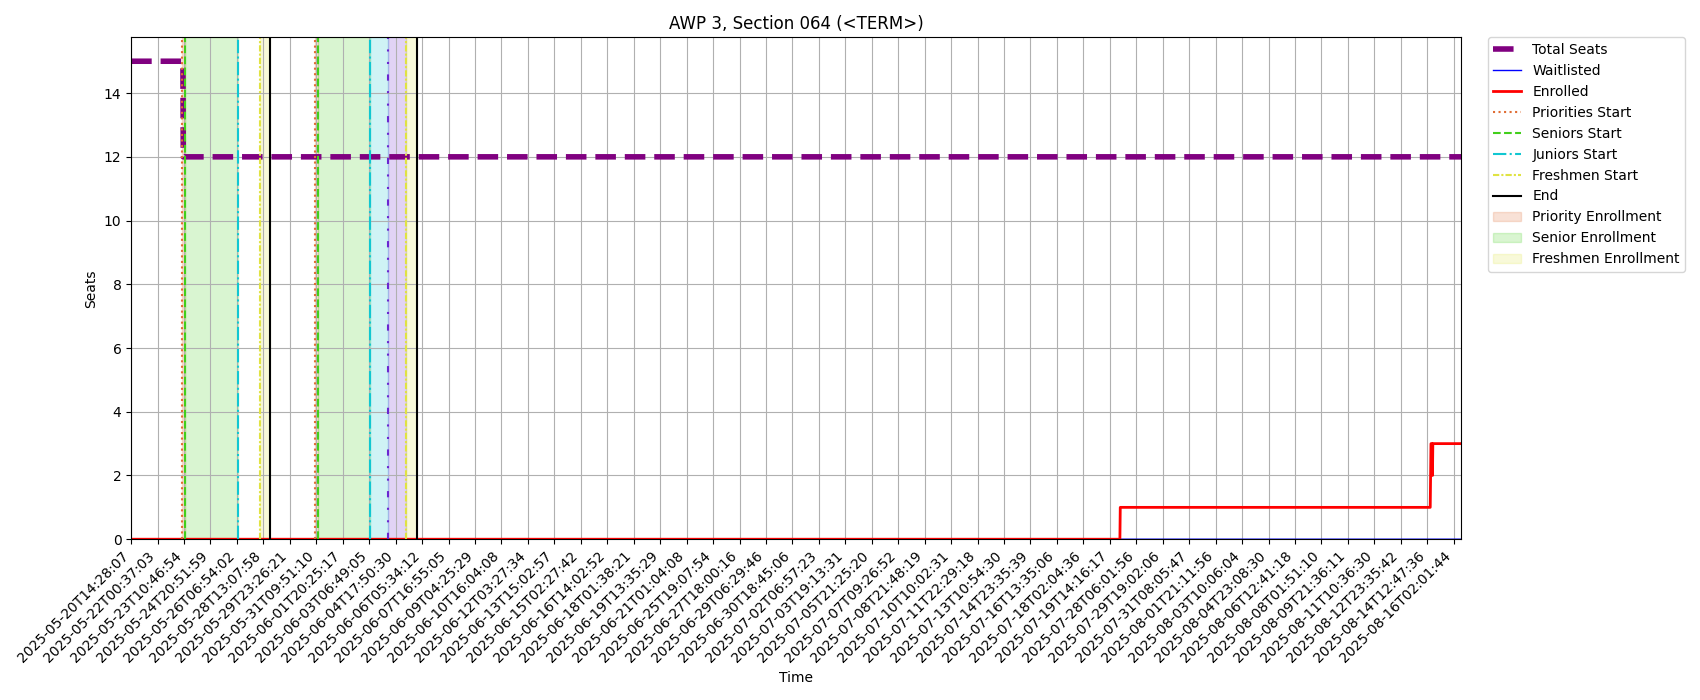 AWP 3, Section 064 (<TERM>)
Seats
14
12
10
8
6
4
2
0
Total Seats
Waitlisted
Enrolled
Priorities Start
Seniors Start
Juniors Start
Freshmen Start
End
Priority Enrollment
Senior Enrollment
Freshmen Enrollment
2025-05-20T14:28:07
2025-05-22T00:37:03
2025-05-23T10:46:54
2025-05-24T20:51:59
2025-05-26T06:54:02
2025-05-28T13:07:58
2025-05-29T23:26:21
2025-05-31T09:51:10
2025-06-01T20:25:17
2025-06-03T06:49:05
2025-06-04T17:50:30
2025-06-06T05:34:12
2025-06-07T16:55:05
2025-06-09T04:25:29
2025-06-10T16:04:08
2025-06-12T03:27:34
2025-06-13T15:02:57
2025-06-15T02:27:42
2025-06-16T14:02:52
2025-06-18T01:38:21
2025-06-19T13:35:29
2025-06-21T01:04:08
2025-06-25T19:07:54
2025-06-27T18:00:16
2025-06-29T06:29:46
2025-06-30T18:45:06
2025-07-02T06:57:23
2025-07-03T19:13:31
2025-07-05T21:25:20
2025-07-07T09:26:52
2025-07-08T21:48:19
2025-07-10T10:02:31
2025-07-11T22:29:18
2025-07-13T10:54:30
2025-07-14T23:35:39
2025-07-16T13:35:06
2025-07-18T02:04:36
2025-07-19T14:16:17
2025-07-28T06:01:56
2025-07-29T19:02:06
2025-07-31T08:05:47
2025-08-01T21:11:56
2025-08-03T10:06:04
2025-08-04T23:08:30
2025-08-06T12:41:18
2025-08-08T01:51:10
2025-08-09T21:36:11
2025-08-11T10:36:30
2025-08-12T23:35:42
2025-08-14T12:47:36
2025-08-16T02:01:44
Time